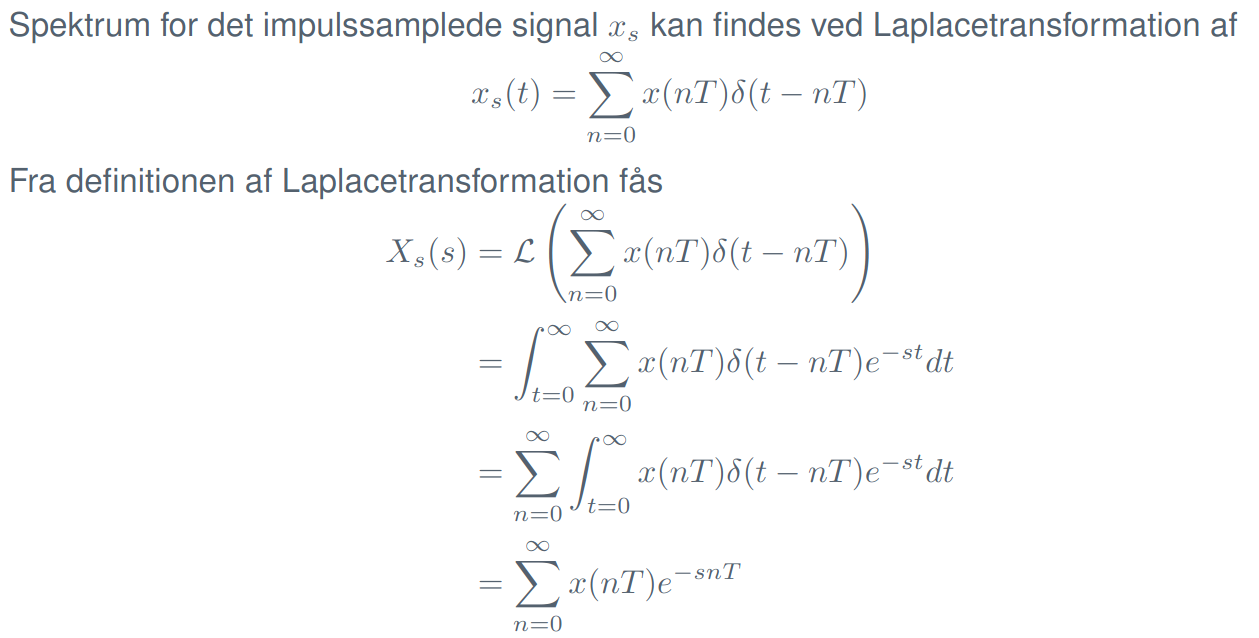 Spektrum for det impulssamplede signal $x_s$ kan findes ved Laplacetransformation af
$x_s(t) = \sum_{n=0}^{\infty} x(nT)\delta(t - nT)$
Fra definitionen af Laplacetransformation fås
$X_s(s) = \mathcal{L}\left(\sum_{n=0}^{\infty} x(nT)\delta(t - nT)\right)$
$= \int_{t=0}^{\infty} \sum_{n=0}^{\infty} x(nT)\delta(t - nT)e^{-st}dt$
$= \sum_{n=0}^{\infty} \int_{t=0}^{\infty} x(nT)\delta(t - nT)e^{-st}dt$
$= \sum_{n=0}^{\infty} x(nT)e^{-snT}$